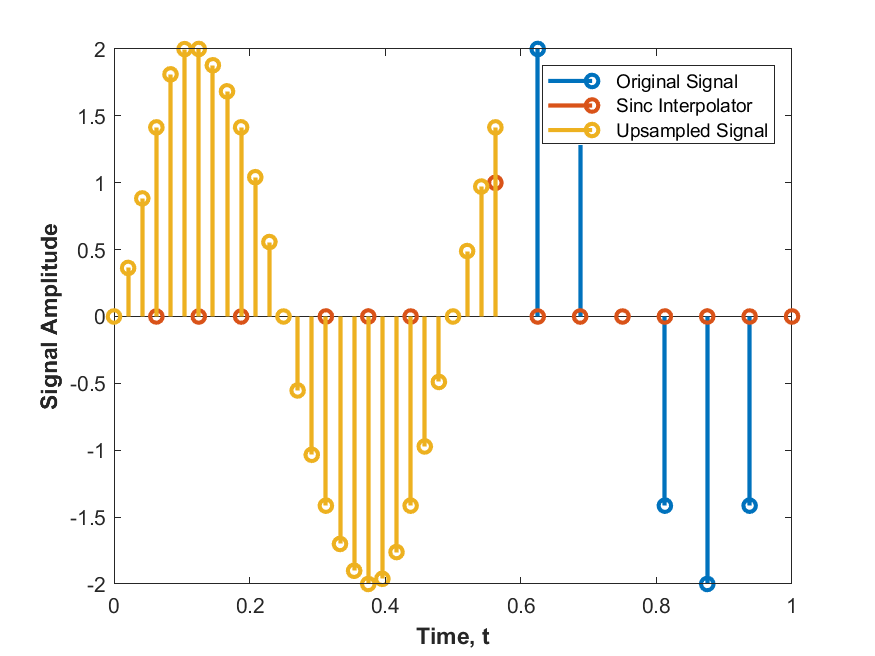 2
1.5
1
0.5
0
-0.5
-1
-1.5
-2
Signal Amplitude
Original Signal
Sinc Interpolator
Upsampled Signal
0 0.2 0.4 0.6 0.8 1
Time, t